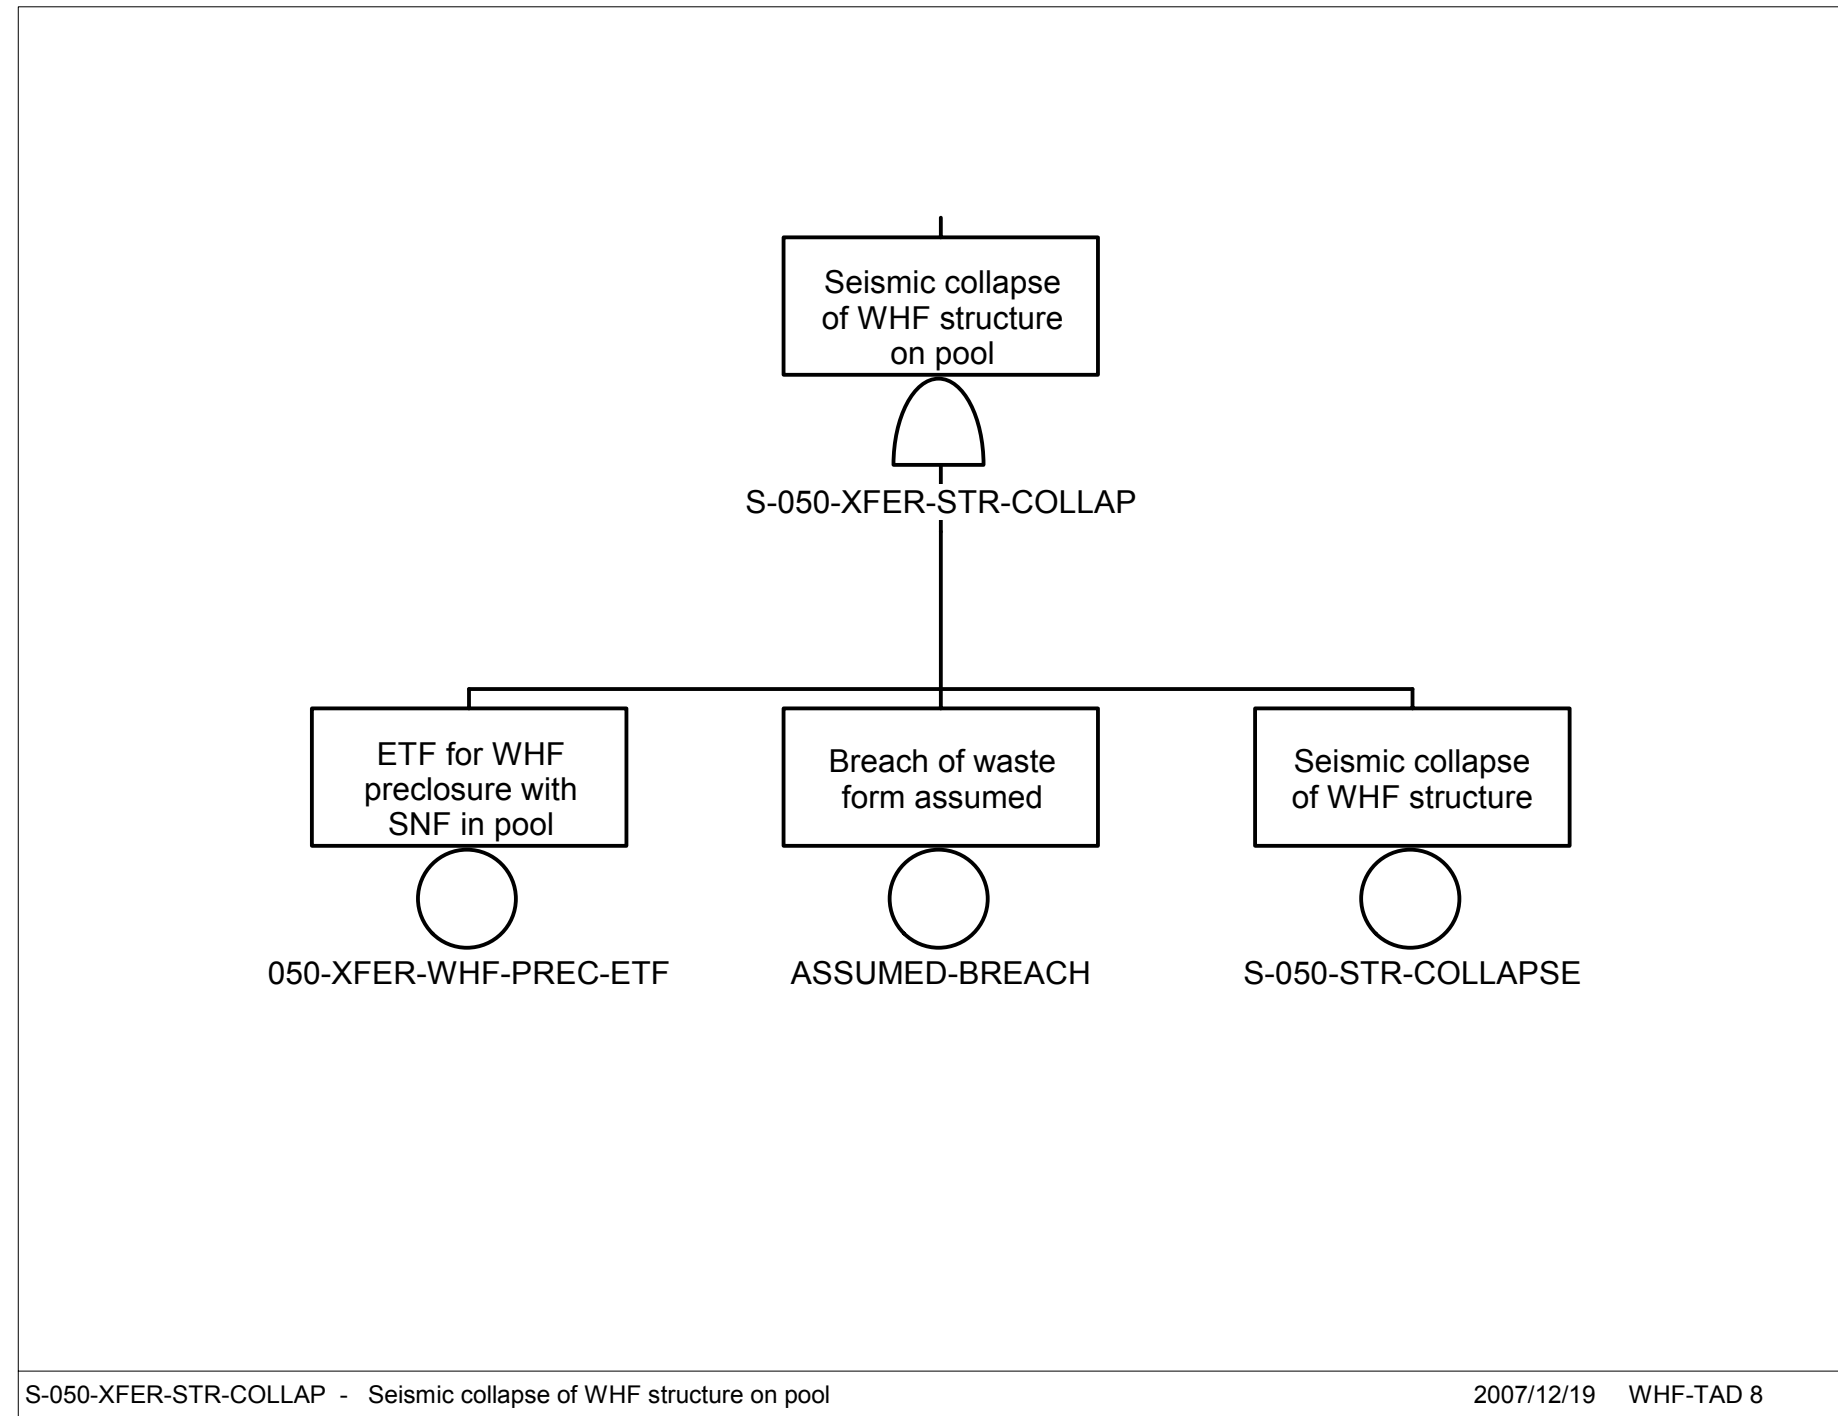 Seismic collapse
of WHF structure
on pool
S-050-XFER-STR-COLLAP
ETF for WHF
preclosure with
SNF in pool
050-XFER-WHF-PREC-ETF
Breach of waste
form assumed
ASSUMED-BREACH
Seismic collapse
of WHF structure
S-050-STR-COLLAPSE
S-050-XFER-STR-COLLAP - Seismic collapse of WHF structure on pool
2007/12/19 WHF-TAD 8